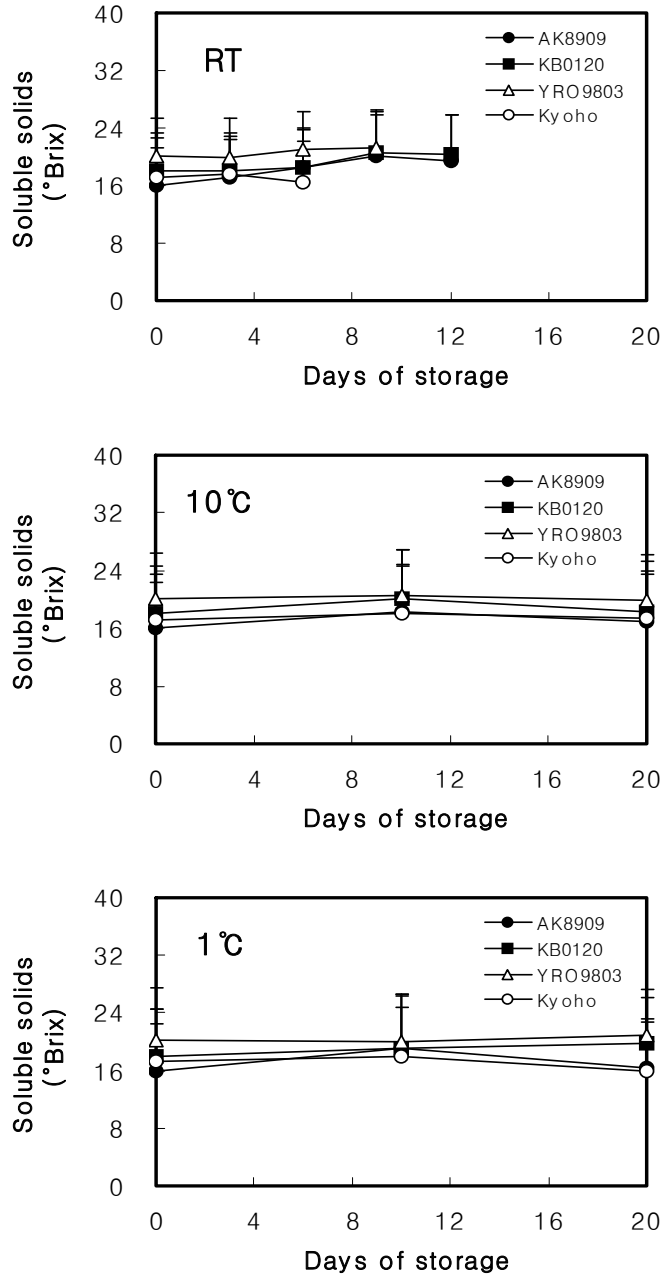 40
32
24
16
8
0
Soluble solids
(°Brix)
RT
AK8909
KB0120
YRO9803
Kyoho
0 4 8 12 16 20
Days of storage
40
32
24
16
8
0
Soluble solids
(°Brix)
10℃
AK8909
KB0120
YRO9803
Kyoho
0 4 8 12 16 20
Days of storage
40
32
24
16
8
0
Soluble solids
(°Brix)
1℃
AK8909
KB0120
YRO9803
Kyoho
0 4 8 12 16 20
Days of storage